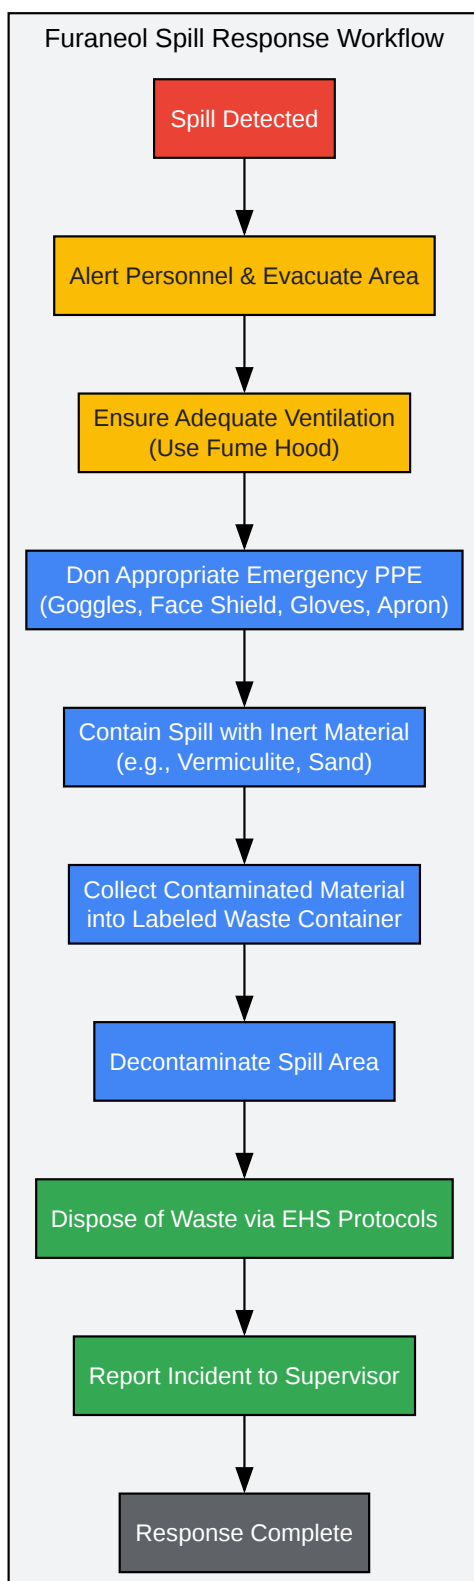 Furaneol Spill Response Workflow
Spill Detected
Alert Personnel & Evacuate Area
Ensure Adequate Ventilation
(Use Fume Hood)
Don Appropriate Emergency PPE
(Goggles, Face Shield, Gloves, Apron)
Contain Spill with Inert Material
(e.g., Vermiculite, Sand)
Collect Contaminated Material
into Labeled Waste Container
Decontaminate Spill Area
Dispose of Waste via EHS Protocols
Report Incident to Supervisor
Response Complete